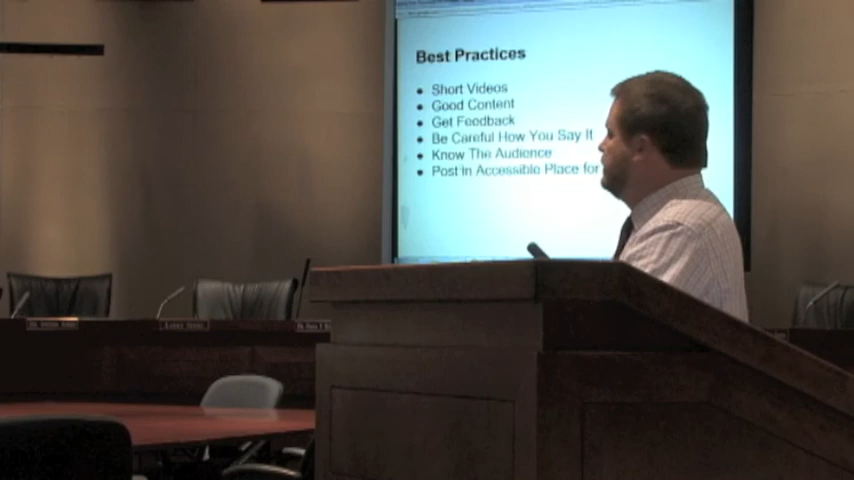 Best Practices
Short Videos
Good Content
Get Feedback
Be Careful How You Say It
Know The Audience
Post in Accessible Place for